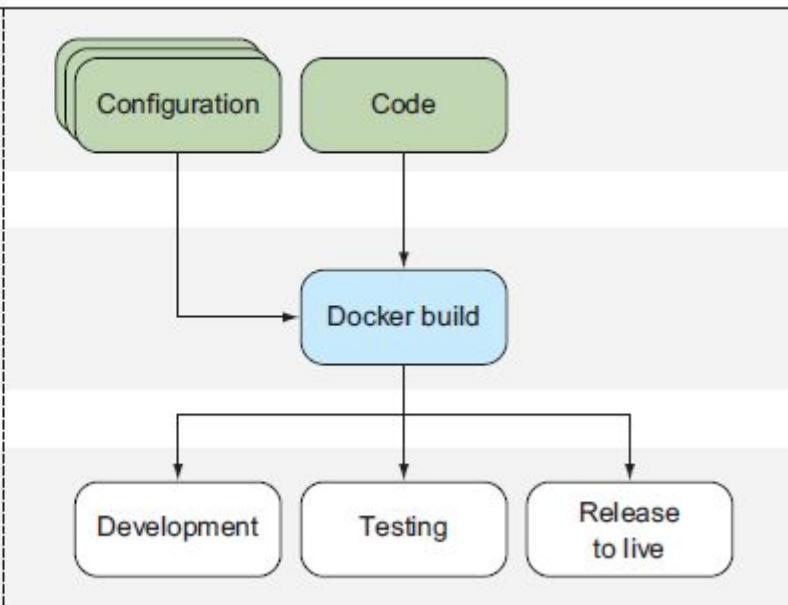 Configuration
Code
Docker build
Development
Testing
Release
to live